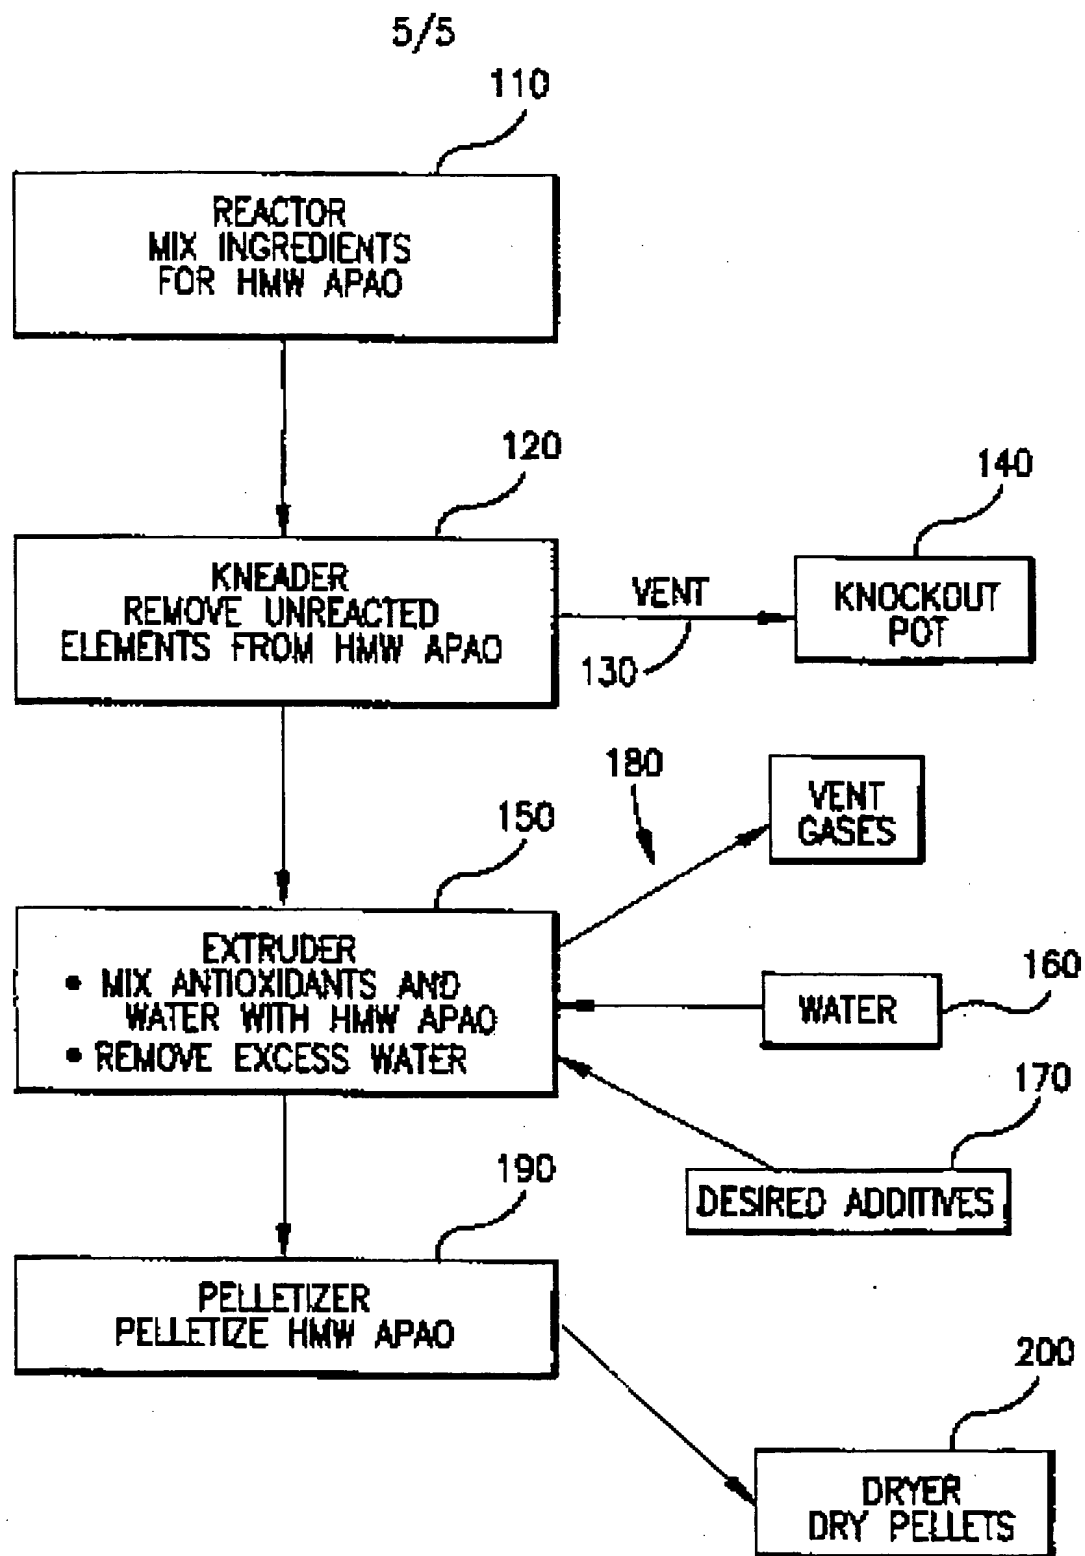 5/5
110
REACTOR
MIX INGREDIENTS
FOR HMW APAO
120
KNEADER
REMOVE UNREACTED
ELEMENTS FROM HMW APAO
VENT
130
140
KNOCKOUT
POT
180
VENT
GASES
150
EXTRUDER
• MIX ANTIOXIDANTS AND
WATER WITH HMW APAO
• REMOVE EXCESS WATER
WATER
160
170
DESIRED ADDITIVES
190
PELLETIZER
PELLETIZE HMW APAO
200
DRYER
DRY PELLETS